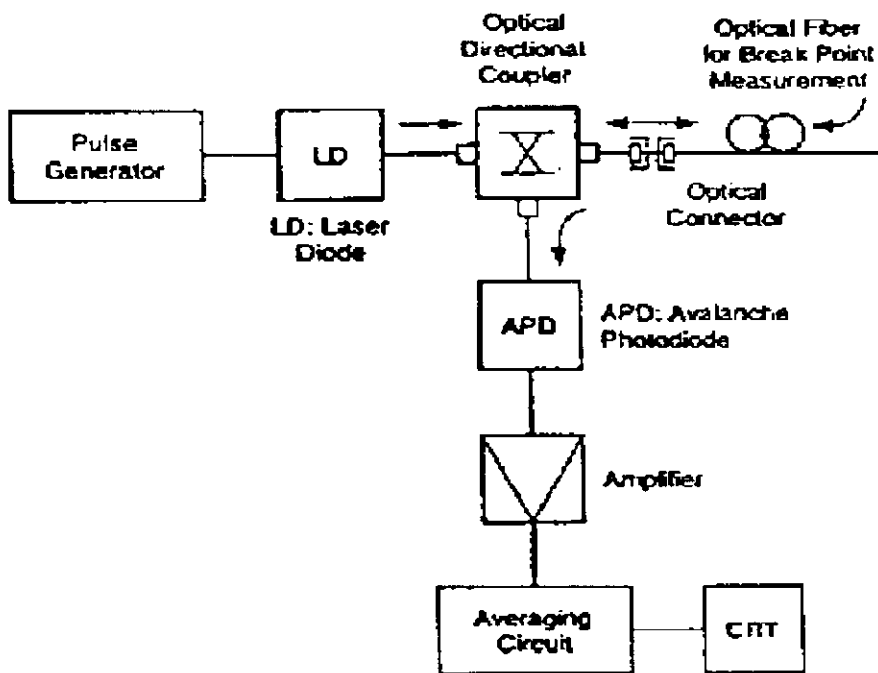 Optical
Directional
Coupler
Optical Fiber
for Break Point
Measurement
Pulse
Generator
LD
LD: Laser
Diode
Optical
Connector
APD
APD: Avalanche
Photodiode
Amplifier
Averaging
Circuit
CRT